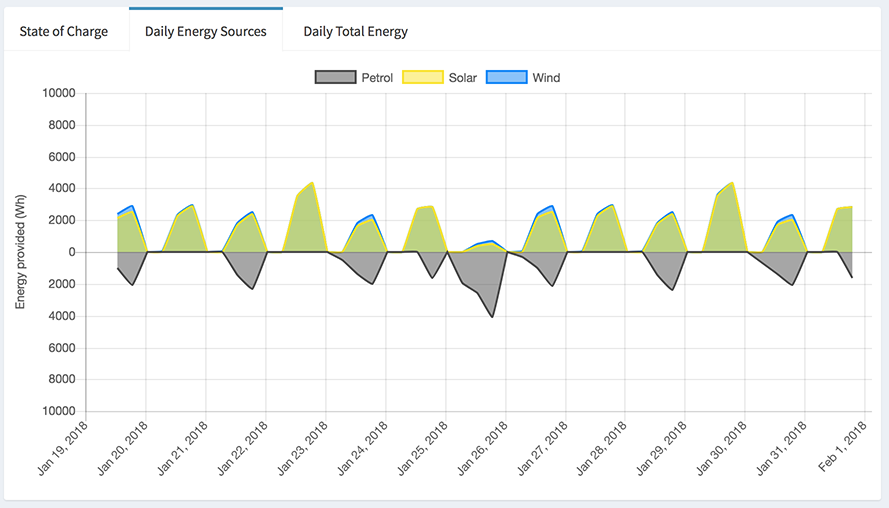 State of Charge Daily Energy Sources Daily Total Energy
Petrol Solar Wind
10000
8000
6000
4000
2000
0
2000
4000
6000
8000
10000
Energy provided (Wh)
Jan 19, 2018 Jan 20, 2018 Jan 21, 2018 Jan 22, 2018 Jan 23, 2018 Jan 24, 2018 Jan 25, 2018 Jan 26, 2018 Jan 27, 2018 Jan 28, 2018 Jan 29, 2018 Jan 30, 2018 Jan 31, 2018 Feb 1, 2018